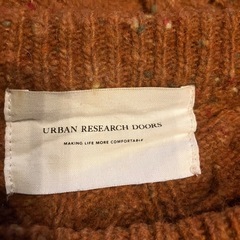 URBAN RESEARCH DOORS
MAKING LIFE MORE COMFORTABLE